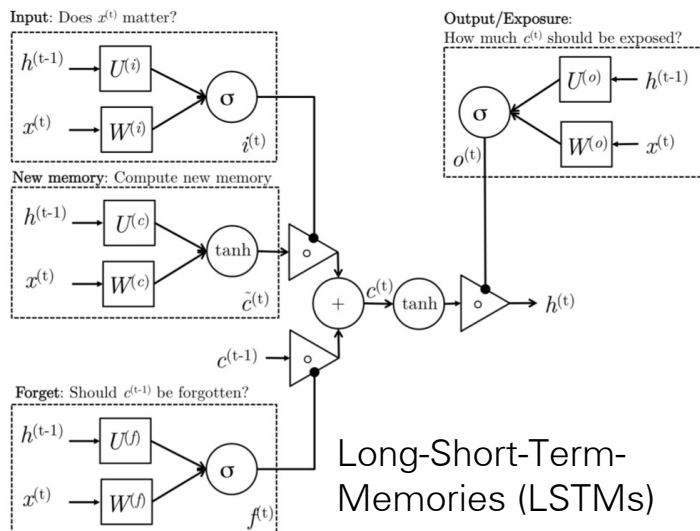 Input: Does x⁽ᵗ⁾ matter?
h⁽ᵗ⁻¹⁾
U⁽ⁱ⁾
σ
x⁽ᵗ⁾
W⁽ⁱ⁾
i⁽ᵗ⁾
Output/Exposure:
How much c⁽ᵗ⁾ should be exposed?
U⁽ᵒ⁾
h⁽ᵗ⁻¹⁾
σ
W⁽ᵒ⁾
x⁽ᵗ⁾
o⁽ᵗ⁾
New memory: Compute new memory
h⁽ᵗ⁻¹⁾
U⁽ᶜ⁾
tanh
x⁽ᵗ⁾
W⁽ᶜ⁾
c̃⁽ᵗ⁾
∘
+
c⁽ᵗ⁾
tanh
∘
h⁽ᵗ⁾
c⁽ᵗ⁻¹⁾
∘
Forget: Should c⁽ᵗ⁻¹⁾ be forgotten?
h⁽ᵗ⁻¹⁾
U⁽ᶠ⁾
σ
x⁽ᵗ⁾
W⁽ᶠ⁾
f⁽ᵗ⁾
Long-Short-Term-
Memories (LSTMs)